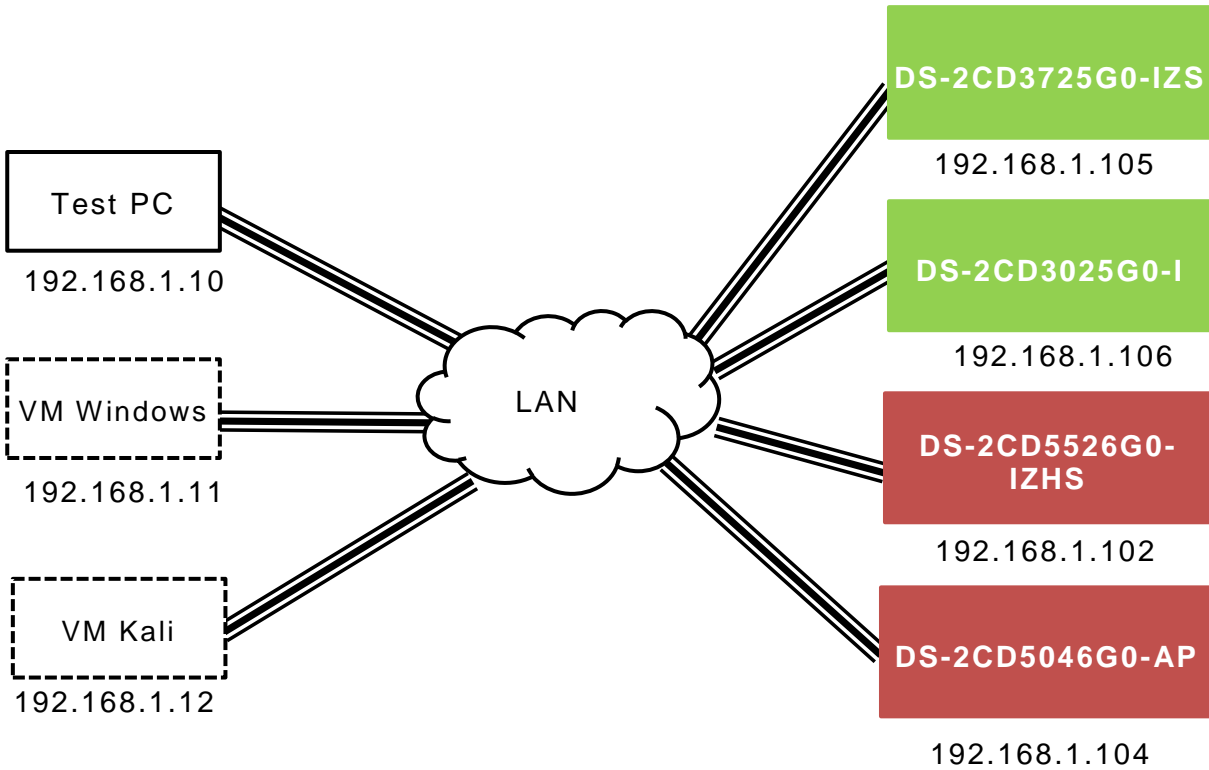 Test PC
192.168.1.10
VM Windows
192.168.1.11
VM Kali
192.168.1.12
LAN
DS-2CD3725G0-IZS
192.168.1.105
DS-2CD3025G0-I
192.168.1.106
DS-2CD5526G0-
IZHS
192.168.1.102
DS-2CD5046G0-AP
192.168.1.104